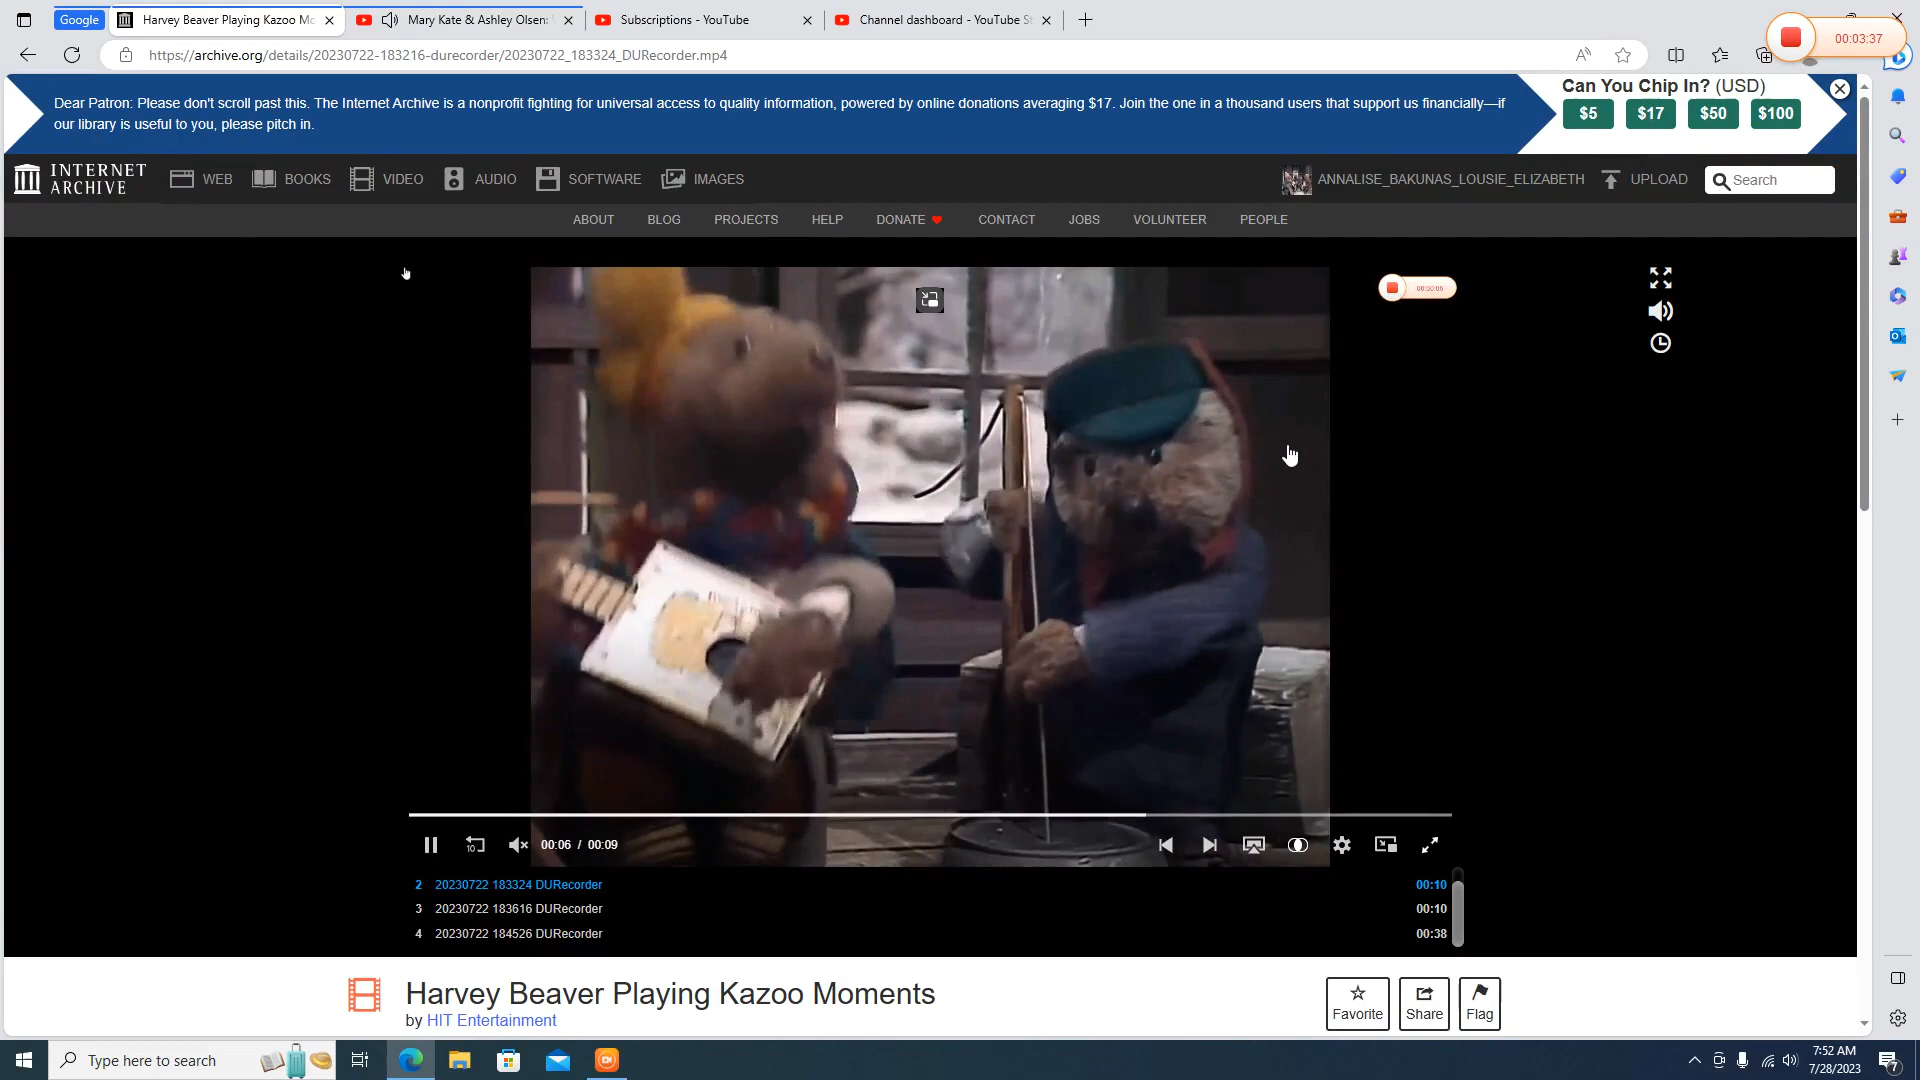 Google
Harvey Beaver Playing Kazoo Mo
Mary Kate & Ashley Olsen:
Subscriptions - YouTube
Channel dashboard - YouTube S
00:03:37
https://archive.org/details/20230722-183216-durecorder/20230722_183324_DURecorder.mp4
Dear Patron: Please don't scroll past this. The Internet Archive is a nonprofit fighting for universal access to quality information, powered by online donations averaging $17. Join the one in a thousand users that support us financially—if
our library is useful to you, please pitch in.
Can You Chip In? (USD)
$5 $17 $50 $100
INTERNET
ARCHIVE
WEB BOOKS VIDEO AUDIO SOFTWARE IMAGES
ANNALISE_BAKUNAS_LOUSIE_ELIZABETH UPLOAD Search
ABOUT BLOG PROJECTS HELP DONATE CONTACT JOBS VOLUNTEER PEOPLE
10 00:06 / 00:09
2 20230722 183324 DURecorder 00:10
3 20230722 183616 DURecorder 00:10
4 20230722 184526 DURecorder 00:38
Harvey Beaver Playing Kazoo Moments
by HIT Entertainment
Favorite Share Flag
Type here to search
7:52 AM
7/28/2023
7